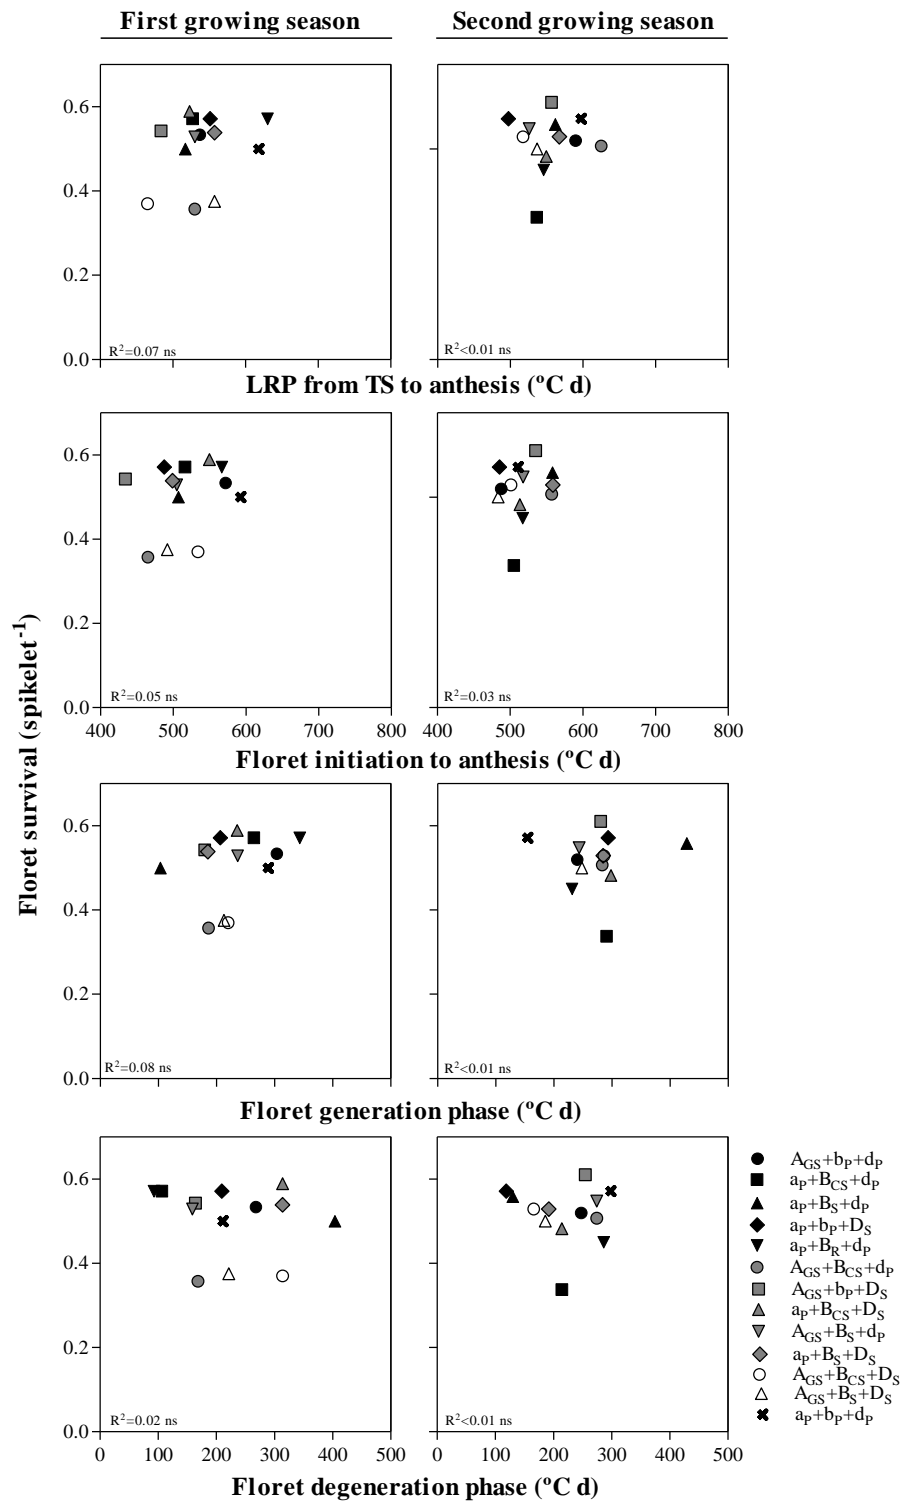 First growing season Second growing season
0.6
0.4
0.2
0.0
R²=0.07 ns R²<0.01 ns
LRP from TS to anthesis (ºC d)
0.6
0.4
0.2
0.0
R²=0.05 ns R²=0.03 ns
400 500 600 700 800 400 500 600 700 800
Floret initiation to anthesis (ºC d)
Floret survival (spikelet⁻¹)
0.6
0.4
0.2
0.0
R²=0.08 ns R²<0.01 ns
Floret generation phase (ºC d)
0.6
0.4
0.2
0.0
R²=0.02 ns R²<0.01 ns
0 100 200 300 400 500 0 100 200 300 400 500
Floret degeneration phase (ºC d)
A_GS+b_P+d_P
a_P+B_CS+d_P
a_P+B_S+d_P
a_P+b_P+D_S
a_P+B_R+d_P
A_GS+B_CS+d_P
A_GS+b_P+D_S
a_P+B_CS+D_S
A_GS+B_S+d_P
a_P+B_S+D_S
A_GS+B_CS+D_S
A_GS+B_S+D_S
a_P+b_P+d_P